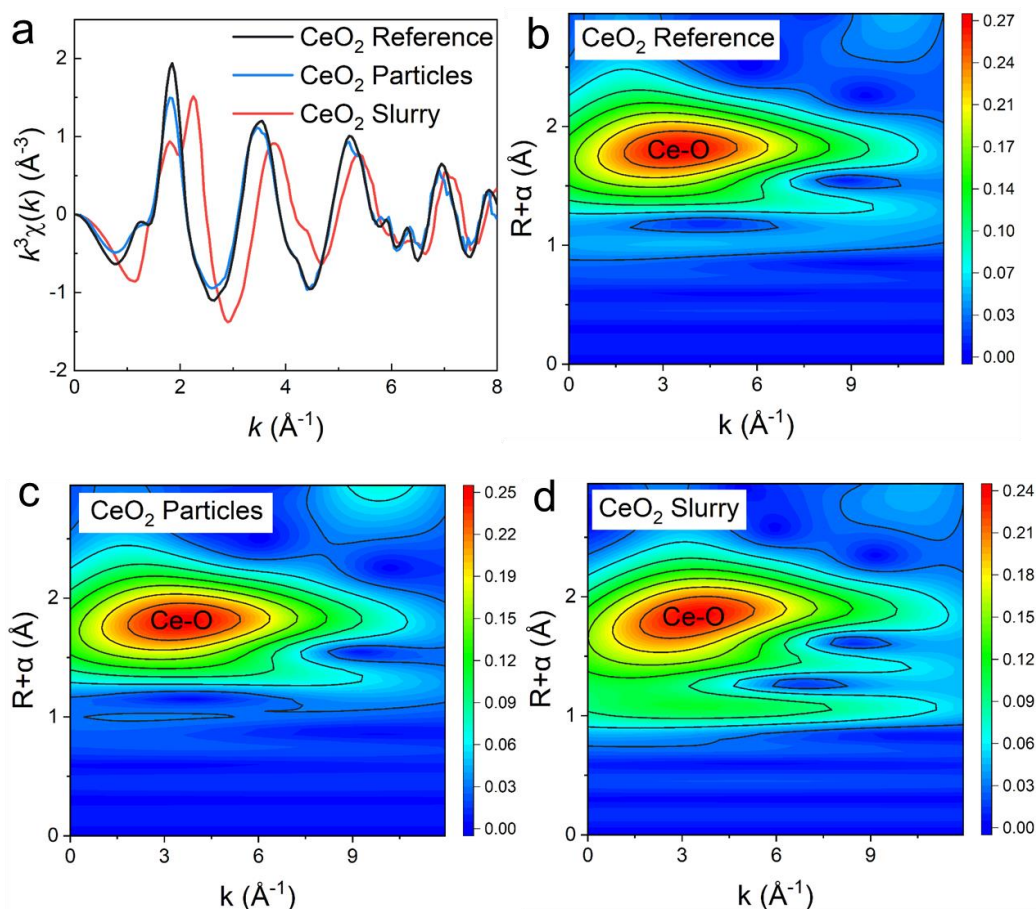 a
CeO₂ Reference
CeO₂ Particles
CeO₂ Slurry
k³χ(k) (Å⁻³)
2
1
0
-1
-2
0
2
4
6
8
k (Å⁻¹)
b
CeO₂ Reference
Ce-O
R+α (Å)
2
1
0
0
3
6
9
k (Å⁻¹)
0.27
0.24
0.21
0.17
0.14
0.10
0.07
0.03
0.00
c
CeO₂ Particles
Ce-O
R+α (Å)
2
1
0
0
3
6
9
k (Å⁻¹)
0.25
0.22
0.19
0.15
0.12
0.09
0.06
0.03
0.00
d
CeO₂ Slurry
Ce-O
R+α (Å)
2
1
0
0
3
6
9
k (Å⁻¹)
0.24
0.21
0.18
0.15
0.12
0.09
0.06
0.03
0.00